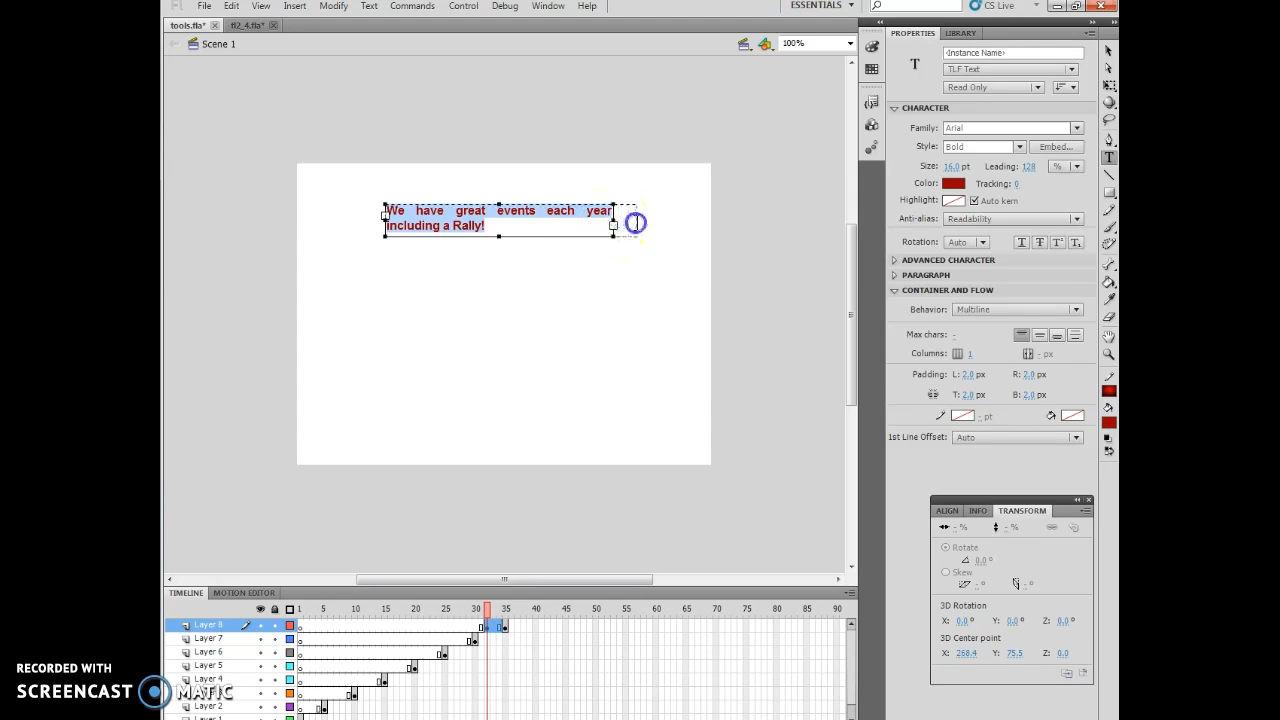 File Edit View Insert Modify Text Commands Control Debug Window Help
ESSENTIALS
CS Live
tools.fla*
fl2_4.fla*
Scene 1
100%
We have great events each year
including a Rally!
PROPERTIES LIBRARY
<Instance Name>
T
TLF Text
Read Only
CHARACTER
Family: Arial
Style: Bold Embed...
Size: 16.0 pt Leading: 128 %
Color: Tracking: 0
Highlight: Auto kern
Anti-alias: Readability
Rotation: Auto
ADVANCED CHARACTER
PARAGRAPH
CONTAINER AND FLOW
Behavior: Multiline
Max chars: -
Columns: 1 - px
Padding: L: 2.0 px R: 2.0 px
T: 2.0 px B: 2.0 px
- pt
1st Line Offset: Auto
ALIGN INFO TRANSFORM
- % - %
Rotate
0.0°
Skew
- ° - °
3D Rotation
X: 0.0° Y: 0.0° Z: 0.0°
3D Center point
X: 268.4 Y: 75.5 Z: 0.0
TIMELINE MOTION EDITOR
1 5 10 15 20 25 30 35 40 45 50 55 60 65 70 75 80 85 90
Layer 8
Layer 7
Layer 6
Layer 5
Layer 4
Layer 2
Layer 1
RECORDED WITH
SCREENCAST MATIC